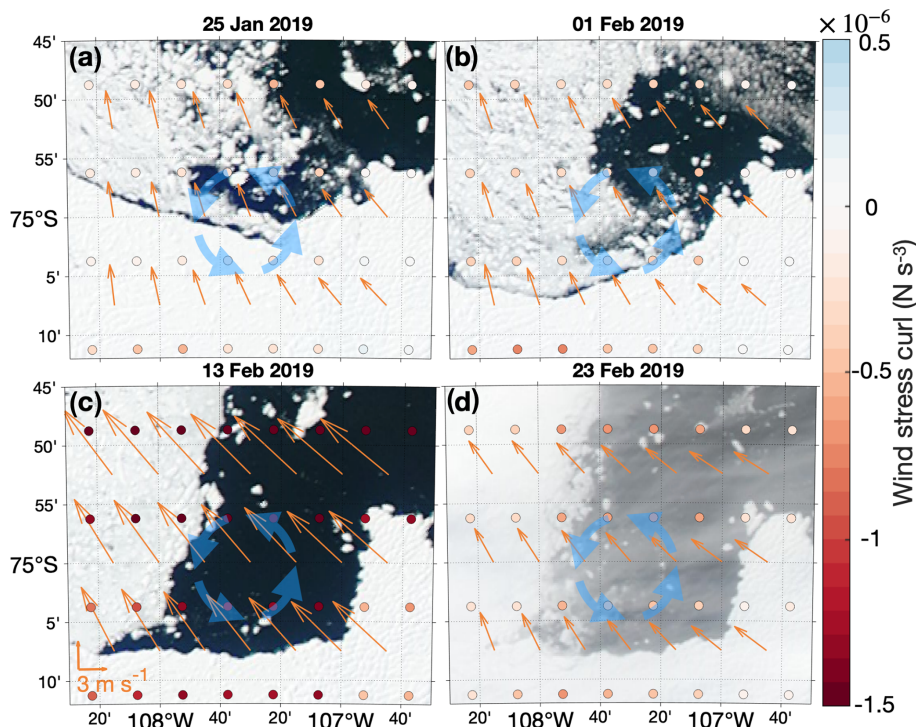 25 Jan 2019
01 Feb 2019
× 10⁻⁶
(a)
(b)
45'
50'
55'
75°S
5'
10'
0.5
0
-0.5
-1
-1.5
Wind stress curl (N s⁻³)
13 Feb 2019
23 Feb 2019
(c)
(d)
45'
50'
55'
75°S
5'
10'
3 m s⁻¹
20' 108°W 40' 20' 107°W 40'
20' 108°W 40' 20' 107°W 40'